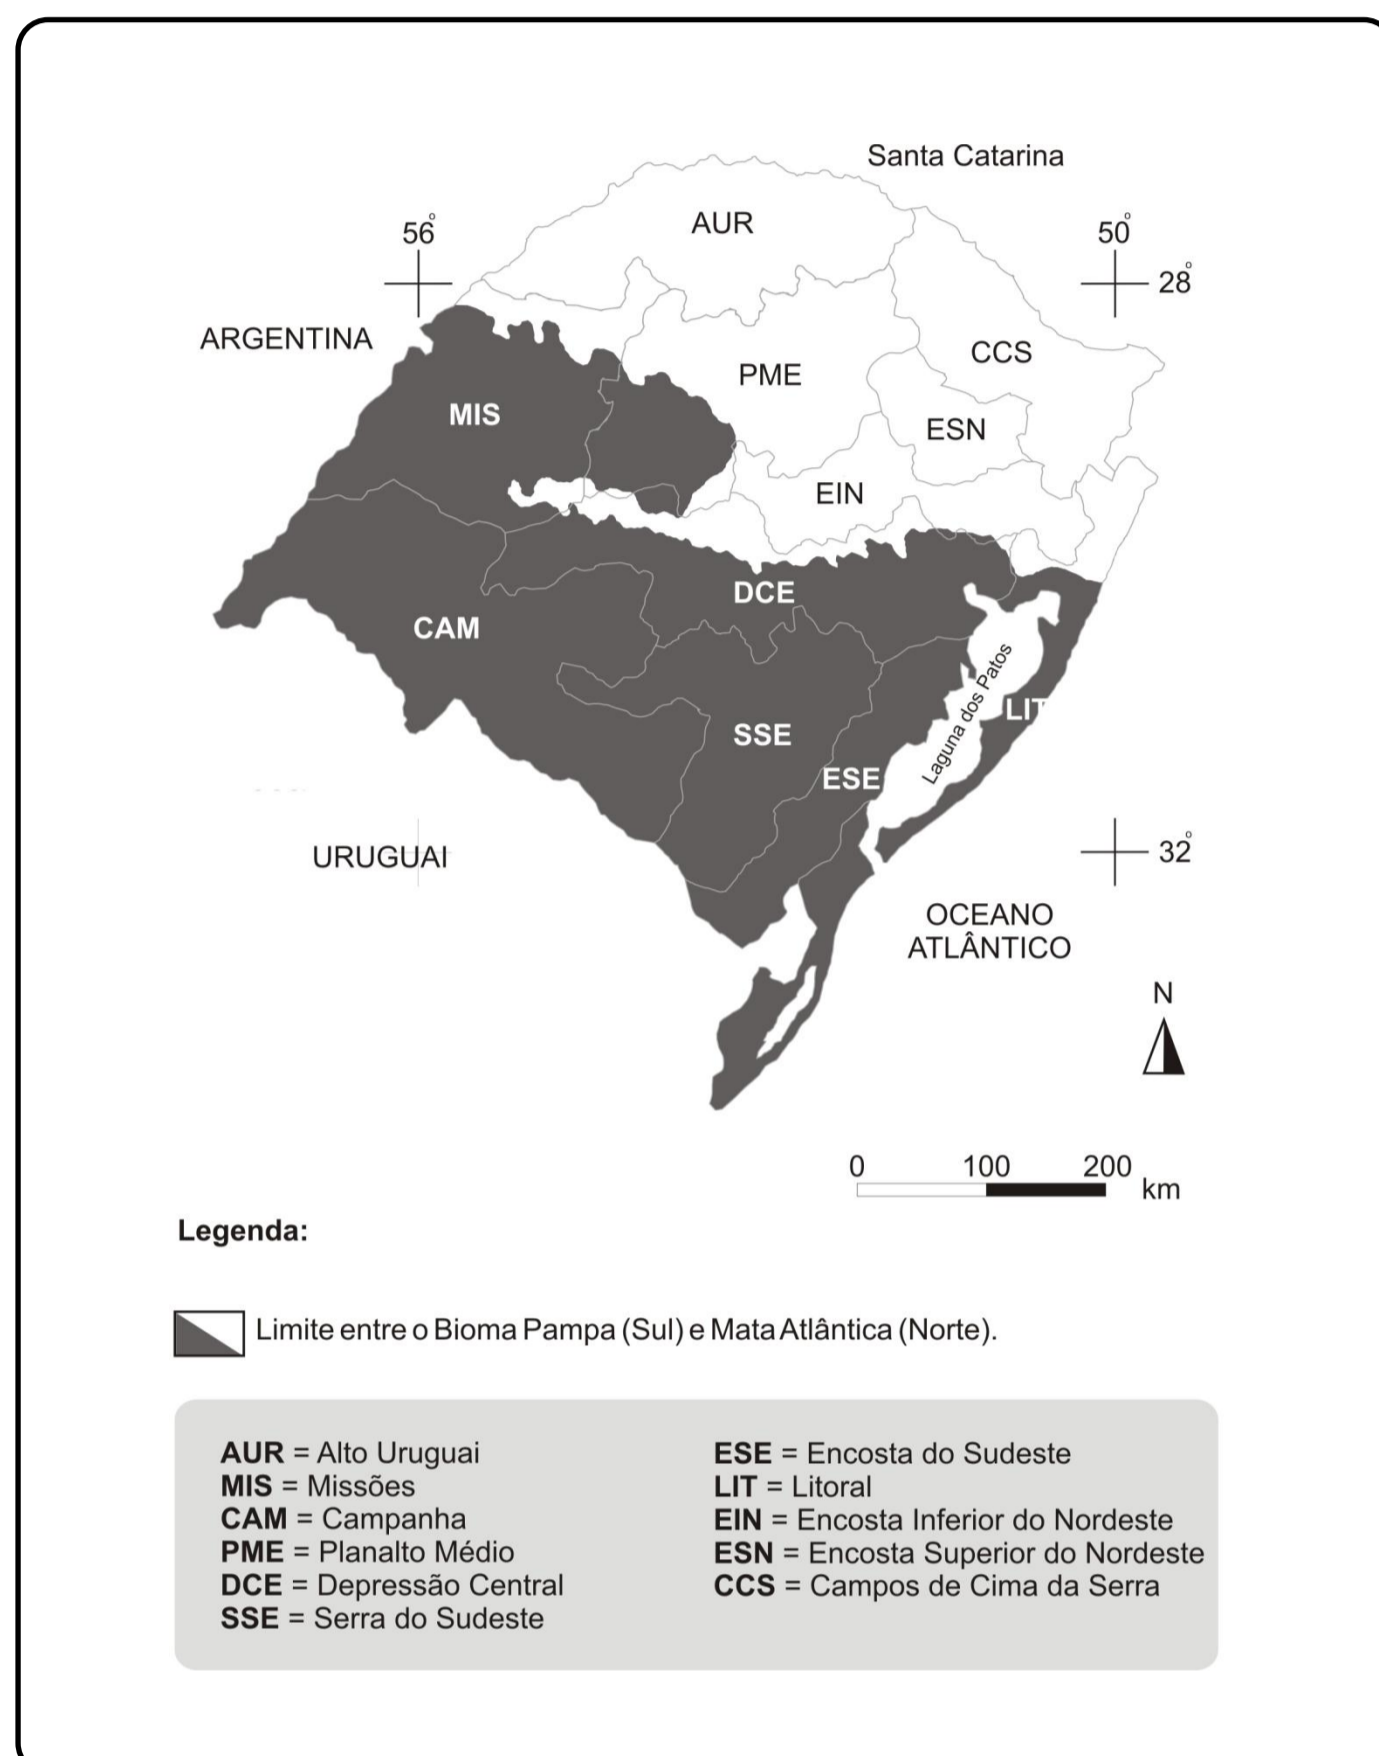 Santa Catarina
AUR
56°
50°
28°
ARGENTINA
CCS
PME
MIS
ESN
EIN
DCE
CAM
Laguna dos Patos
LIT
SSE
ESE
32°
URUGUAI
OCEANO
ATLÂNTICO
N
0 100 200
km
Legenda:
Limite entre o Bioma Pampa (Sul) e Mata Atlântica (Norte).
AUR = Alto Uruguai
MIS = Missões
CAM = Campanha
PME = Planalto Médio
DCE = Depressão Central
SSE = Serra do Sudeste
ESE = Encosta do Sudeste
LIT = Litoral
EIN = Encosta Inferior do Nordeste
ESN = Encosta Superior do Nordeste
CCS = Campos de Cima da Serra